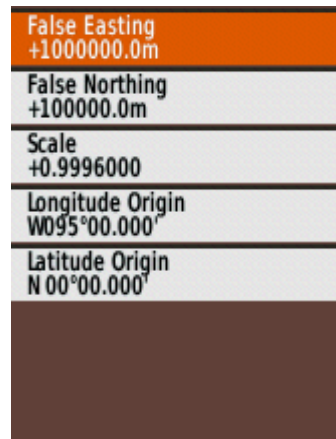 False Easting
+1000000.0m
False Northing
+100000.0m
Scale
+0.9996000
Longitude Origin
W095°00.000'
Latitude Origin
N 00°00.000'